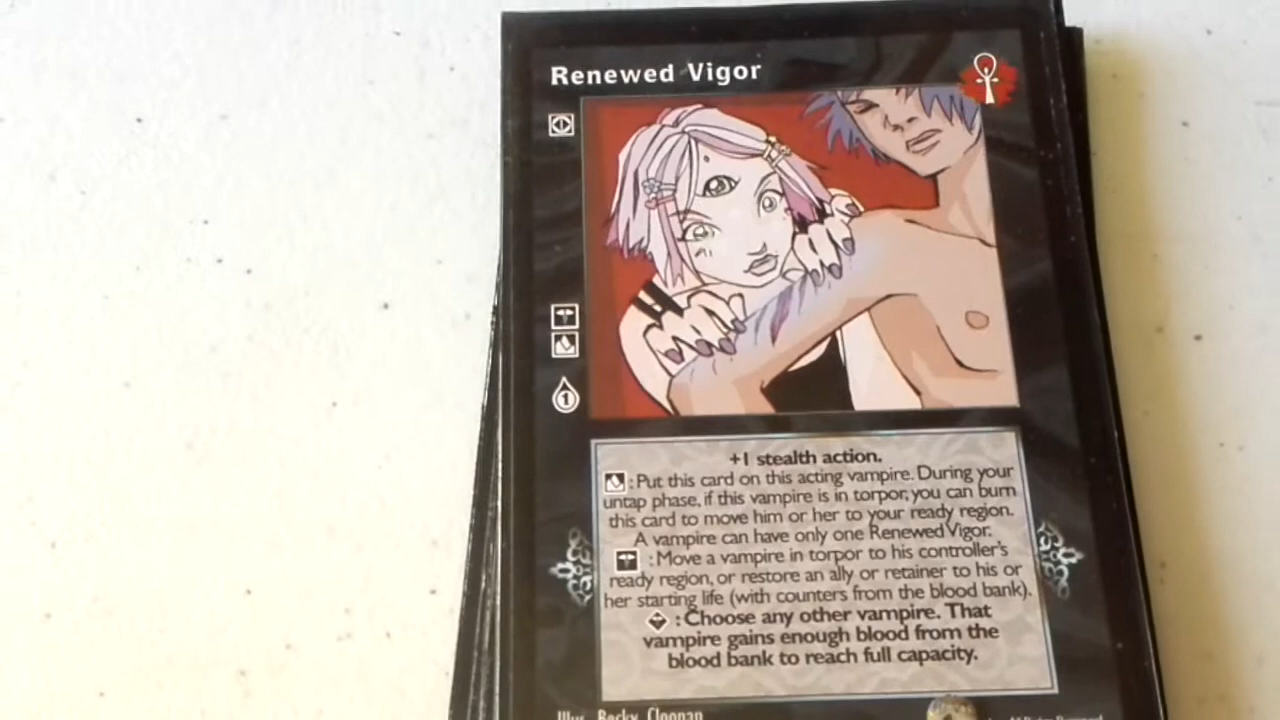 Renewed Vigor
1
+1 stealth action.
: Put this card on this acting vampire. During your
untap phase, if this vampire is in torpor, you can burn
this card to move him or her to your ready region.
A vampire can have only one Renewed Vigor.
: Move a vampire in torpor to his controller's
ready region, or restore an ally or retainer to his or
her starting life (with counters from the blood bank).
: Choose any other vampire. That
vampire gains enough blood from the
blood bank to reach full capacity.
Illus. Becky Cloonan